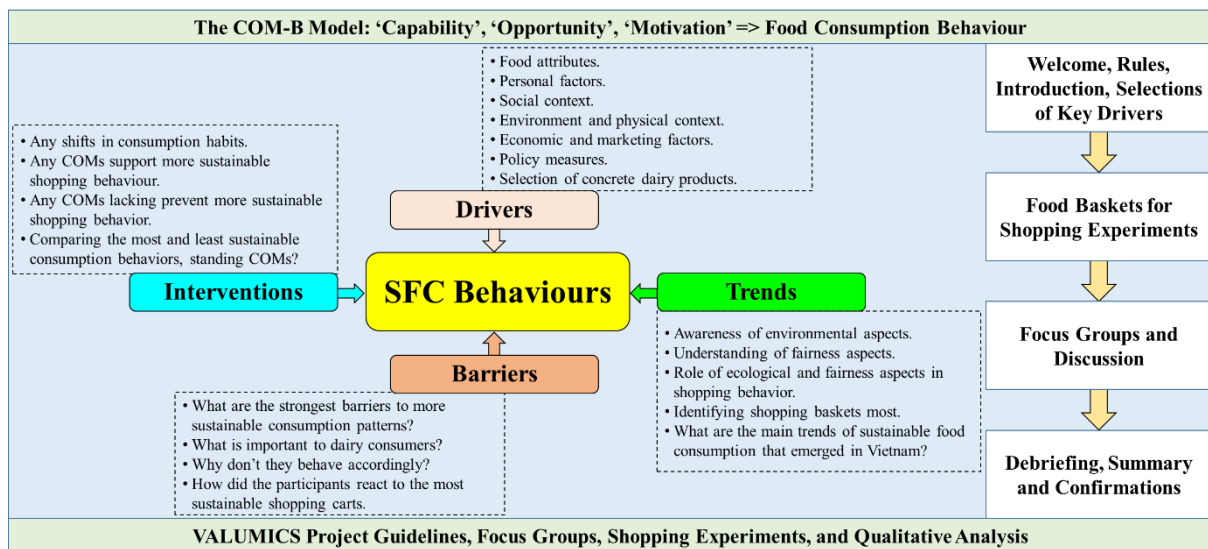 The COM-B Model: ‘Capability’, ‘Opportunity’, ‘Motivation’ => Food Consumption Behaviour
• Food attributes.
• Personal factors.
• Social context.
• Environment and physical context.
• Economic and marketing factors.
• Policy measures.
• Selection of concrete dairy products.
Drivers
• Any shifts in consumption habits.
• Any COMs support more sustainable
shopping behaviour.
• Any COMs lacking prevent more sustainable
shopping behavior.
• Comparing the most and least sustainable
consumption behaviors, standing COMs?
Interventions
SFC Behaviours
Trends
• Awareness of environmental aspects.
• Understanding of fairness aspects.
• Role of ecological and fairness aspects in
shopping behavior.
• Identifying shopping baskets most.
• What are the main trends of sustainable food
consumption that emerged in Vietnam?
Barriers
• What are the strongest barriers to more
sustainable consumption patterns?
• What is important to dairy consumers?
• Why don’t they behave accordingly?
• How did the participants react to the most
sustainable shopping carts.
Welcome, Rules,
Introduction, Selections
of Key Drivers
Food Baskets for
Shopping Experiments
Focus Groups and
Discussion
Debriefing, Summary
and Confirmations
VALUMICS Project Guidelines, Focus Groups, Shopping Experiments, and Qualitative Analysis